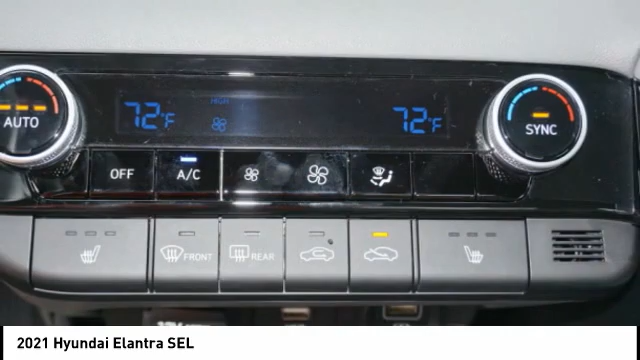 HIGH
72°F 72°F
AUTO SYNC
OFF A/C
FRONT REAR
2021 Hyundai Elantra SEL